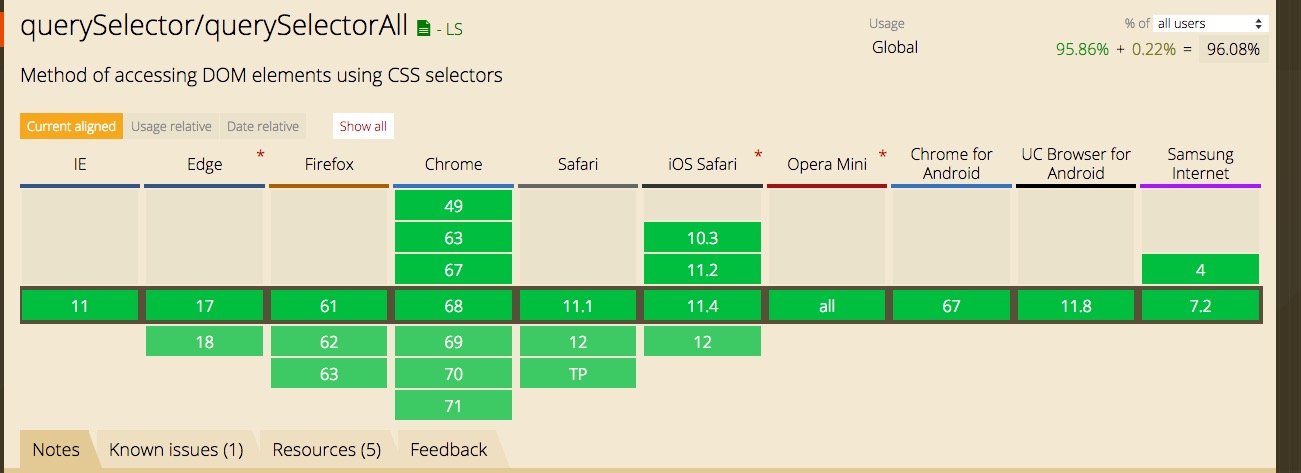 querySelector/querySelectorAll - LS
Usage % of all users
Global 95.86% + 0.22% = 96.08%
Method of accessing DOM elements using CSS selectors
Current aligned Usage relative Date relative Show all
IE Edge * Firefox Chrome Safari iOS Safari * Opera Mini * Chrome for Android UC Browser for Android Samsung Internet
49
63 10.3
67 11.2 4
11 17 61 68 11.1 11.4 all 67 11.8 7.2
18 62 69 12 12
63 70 TP
71
Notes Known issues (1) Resources (5) Feedback